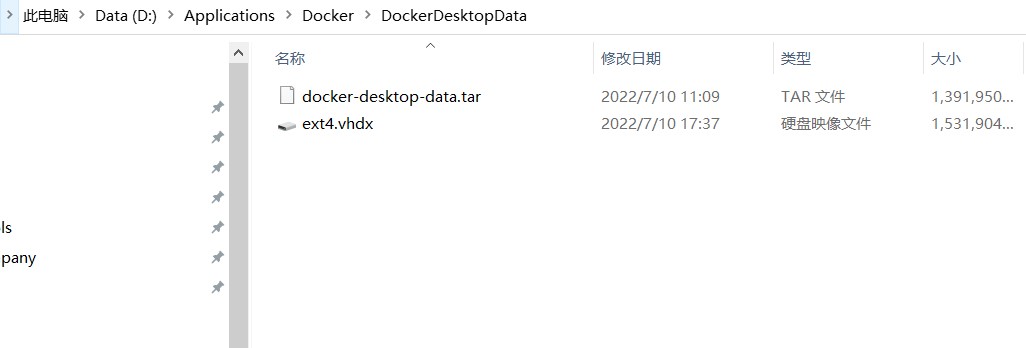 此电脑 > Data (D:) > Applications > Docker > DockerDesktopData
名称 修改日期 类型 大小
docker-desktop-data.tar 2022/7/10 11:09 TAR 文件 1,391,950...
ext4.vhdx 2022/7/10 17:37 硬盘映像文件 1,531,904...
ls
pany